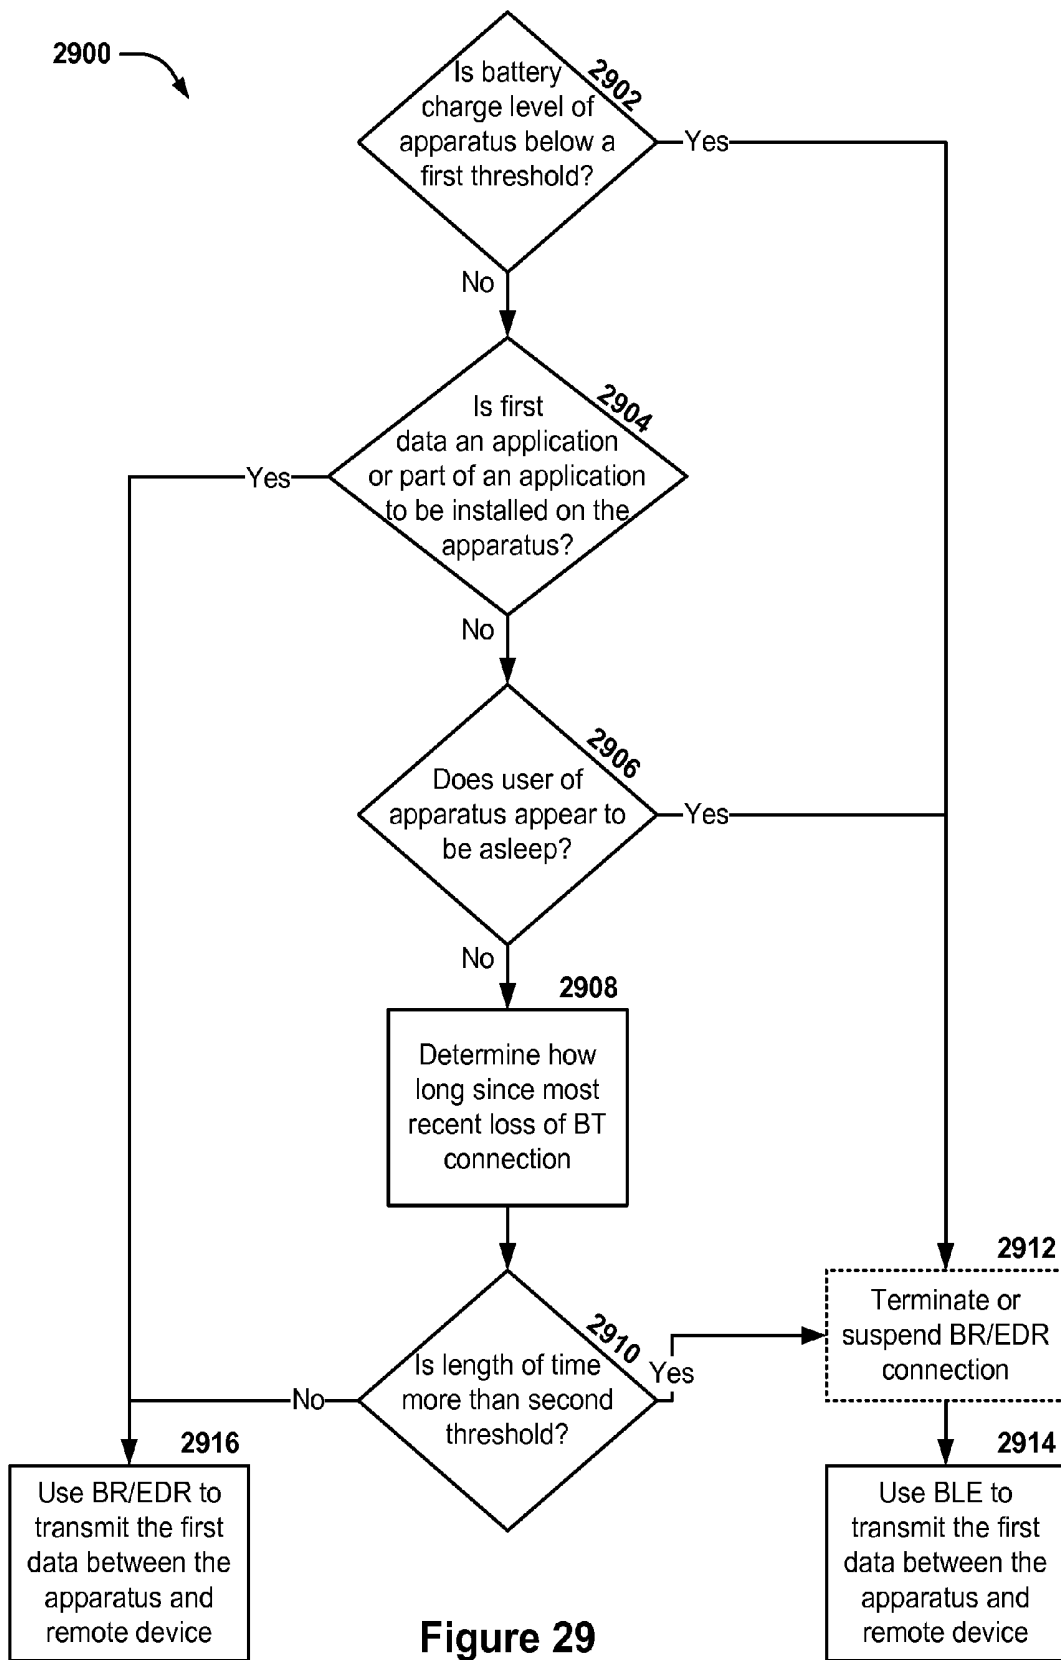 2900
2902
Is battery
charge level of
apparatus below a
first threshold?
Yes
No
2904
Is first
data an application
or part of an application
to be installed on the
apparatus?
Yes
No
2906
Does user of
apparatus appear to
be asleep?
Yes
No
2908
Determine how
long since most
recent loss of BT
connection
2910
Is length of time
more than second
threshold?
Yes
No
2912
Terminate or
suspend BR/EDR
connection
2916
Use BR/EDR to
transmit the first
data between the
apparatus and
remote device
2914
Use BLE to
transmit the first
data between the
apparatus and
remote device
Figure 29